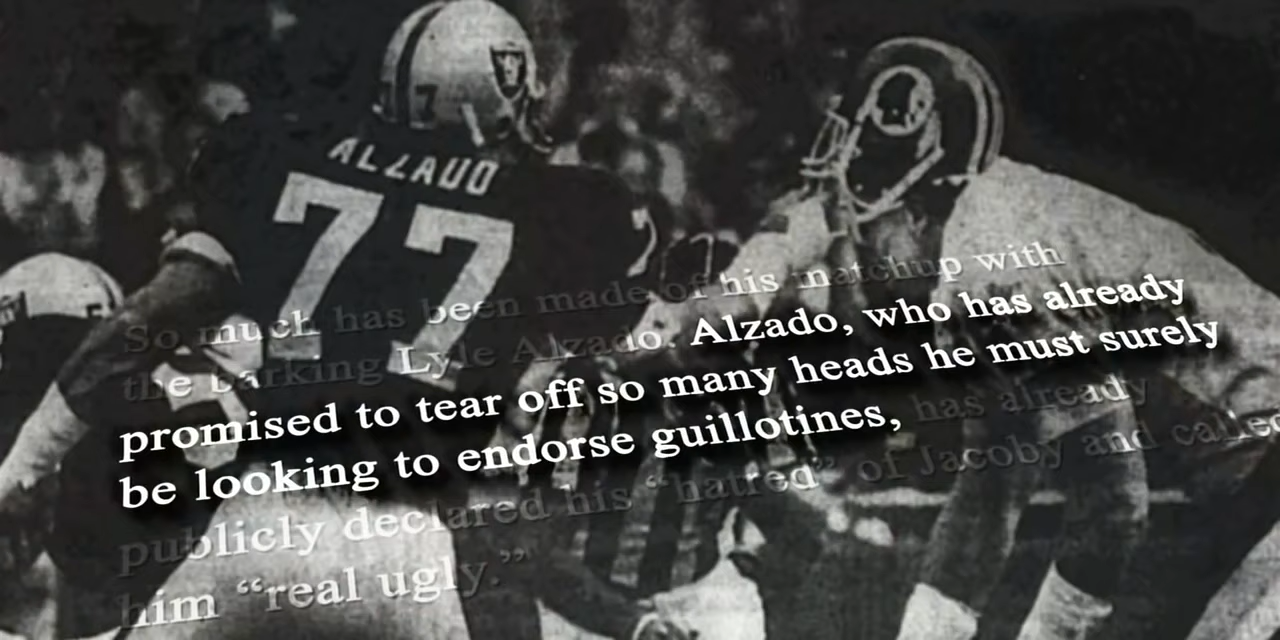 ALZADO
77
So much has been made of his matchup with
the barking Lyle Alzado. Alzado, who has already
promised to tear off so many heads he must surely
be looking to endorse guillotines, has already
publicly declared his “hatred” of Jacoby and called
him “real ugly.”